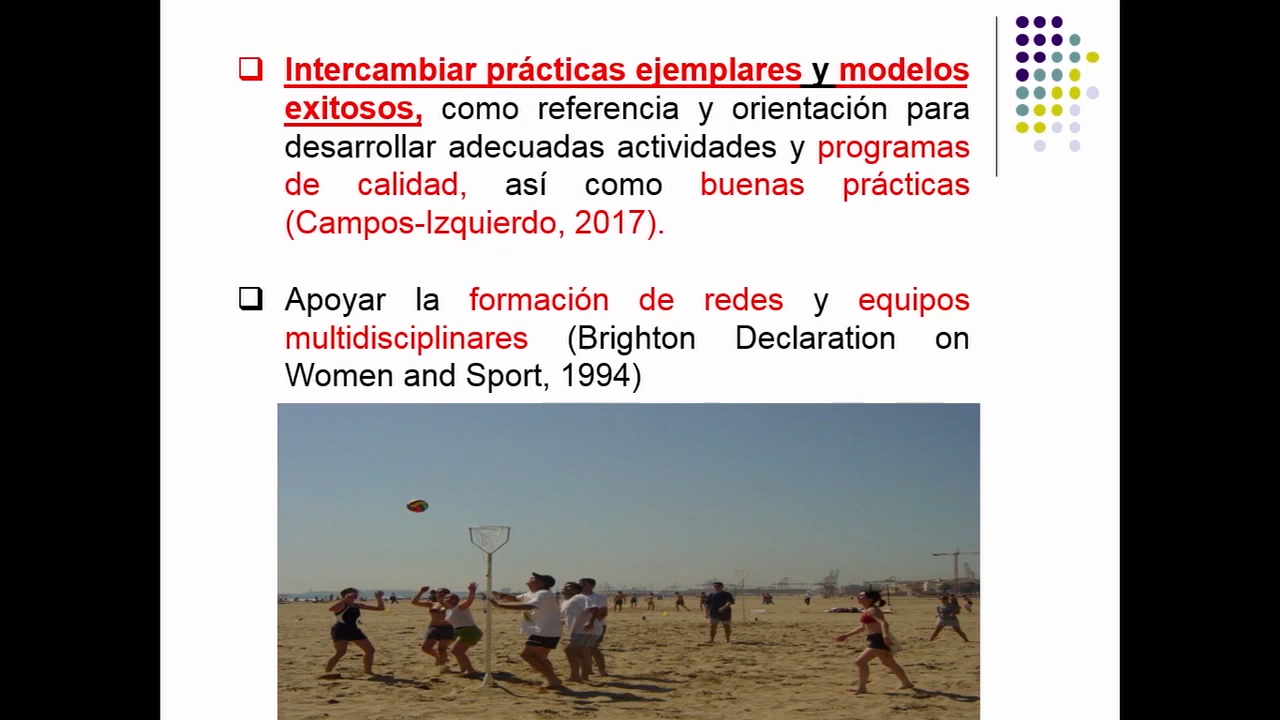 Intercambiar prácticas ejemplares y modelos
exitosos, como referencia y orientación para
desarrollar adecuadas actividades y programas
de calidad, así como buenas prácticas
(Campos-Izquierdo, 2017).
Apoyar la formación de redes y equipos
multidisciplinares (Brighton Declaration on
Women and Sport, 1994)